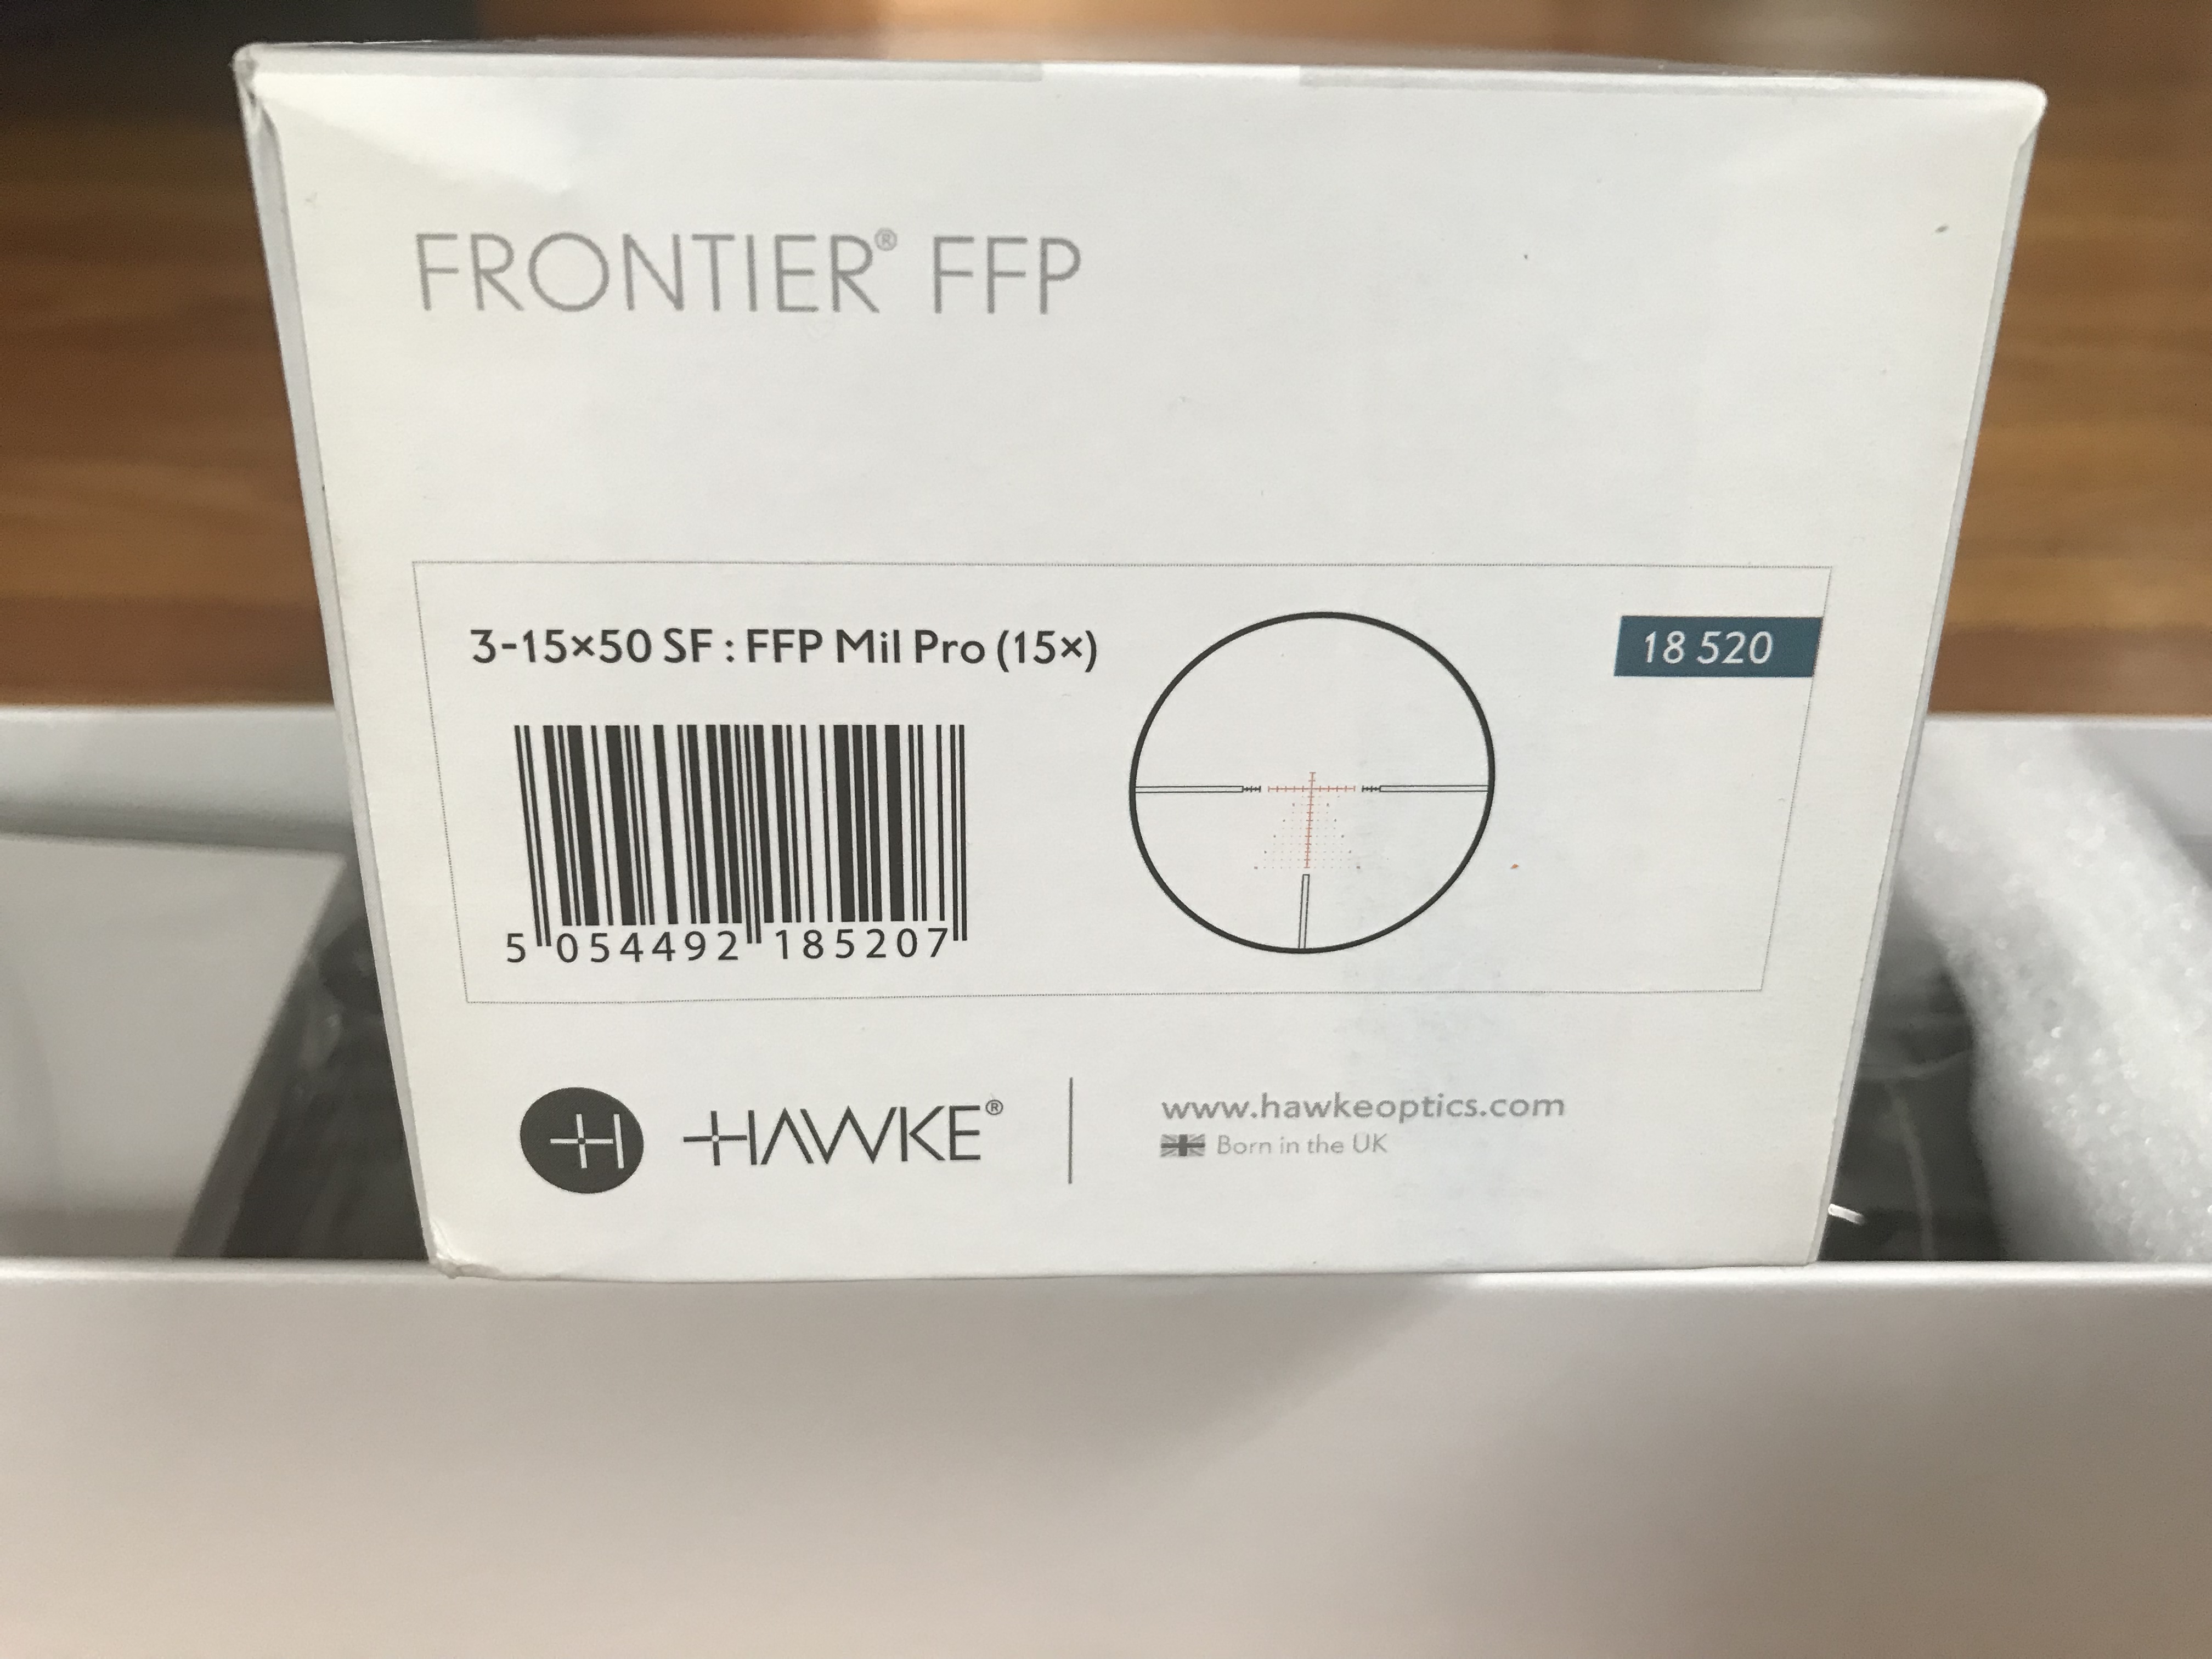 FRONTIER® FFP
3-15×50 SF : FFP Mil Pro (15×)
18 520
5 054492 185207
HAWKE®
www.hawkeoptics.com
Born in the UK